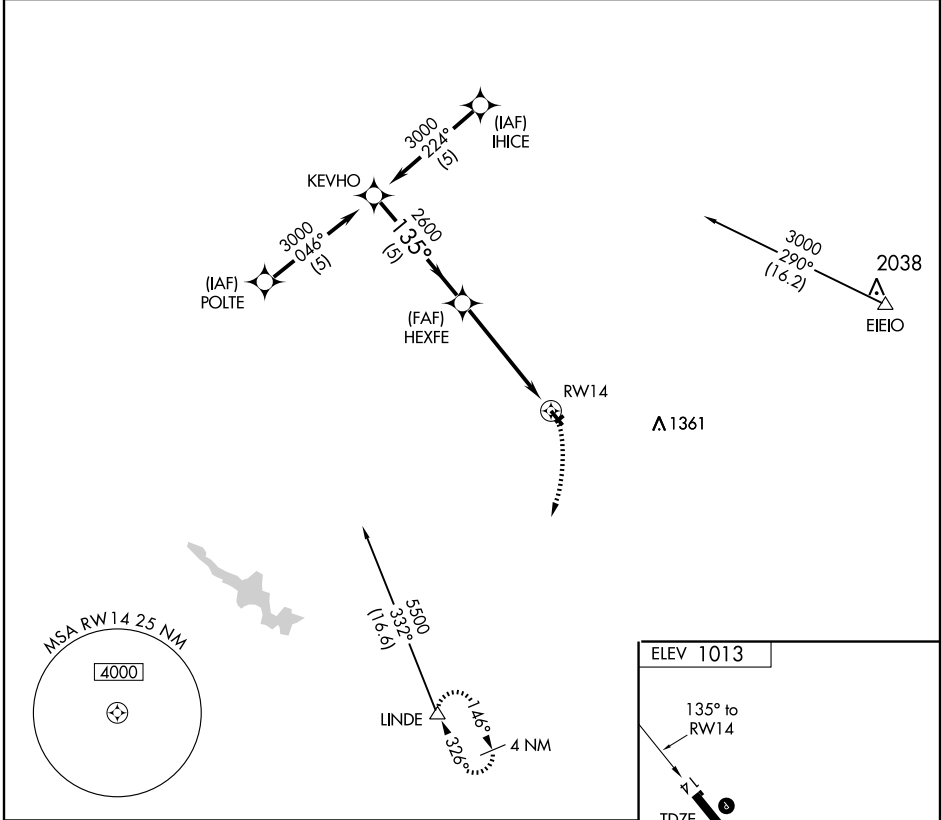 (IAF)
IHICE
3000
224°
(5)
KEVHO
3000
046°
(5)
(IAF)
POLTE
2600
135°
(5)
(FAF)
HEXFE
3000
290°
(16.2)
2038
EIEIO
RW14
1361
5500
332°
(16.6)
MSA RW14 25 NM
4000
LINDE
146°
326°
4 NM
ELEV 1013
135° to
RW14
14
P
TDZE